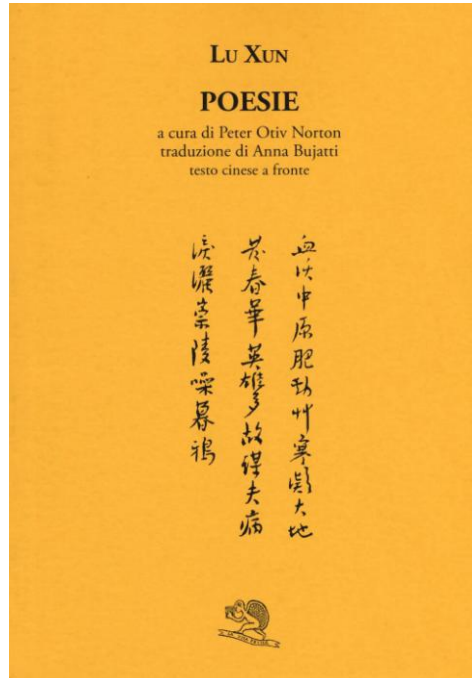 LU XUN
POESIE
a cura di Peter Otiv Norton
traduzione di Anna Bujatti
testo cinese a fronte
血沃中原肥勁艸寒凝大地
發春華英雄多故謀夫病
淚灑崇陵噪暮鴉